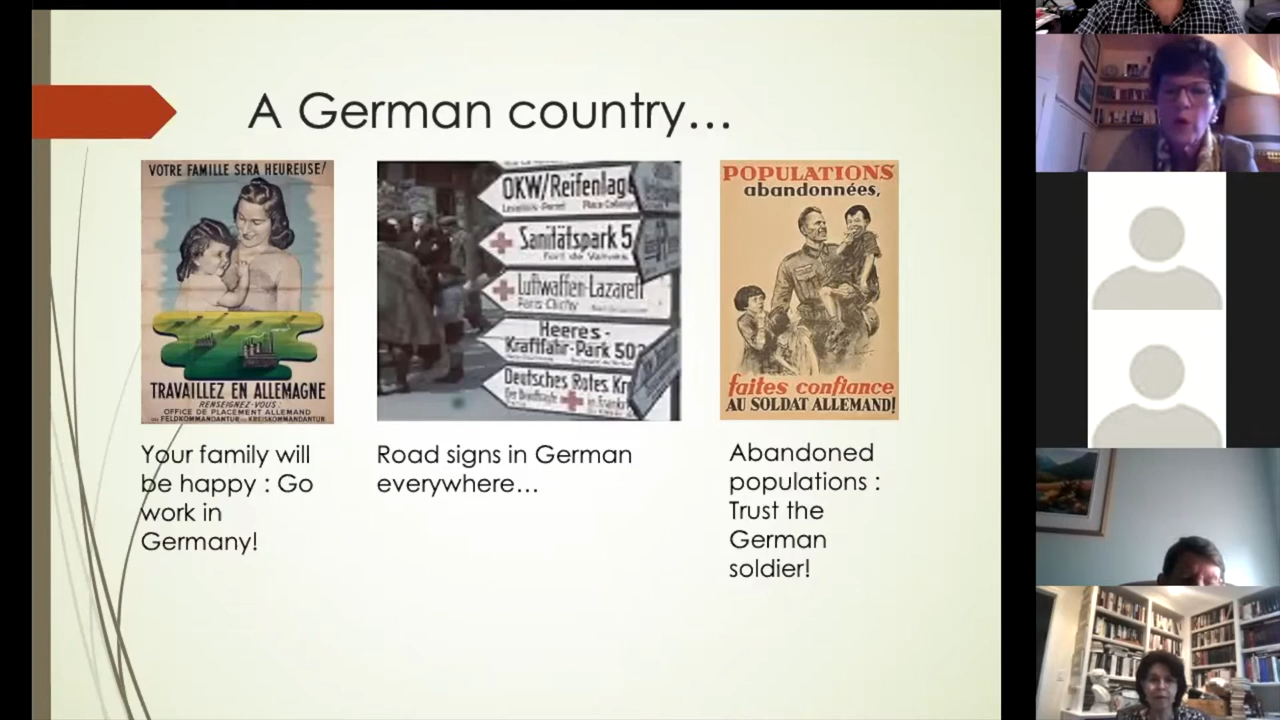 A German country...
VOTRE FAMILLE SERA HEUREUSE!
TRAVAILLEZ EN ALLEMAGNE
RENSEIGNEZ-VOUS:
OFFICE DE PLACEMENT ALLEMAND
FELDKOMMANDANTUR KREISKOMMANDANTUR
Your family will
be happy : Go
work in
Germany!
OKW/Reifenlag
Sanitätspark 5
Fort de Vanves
Luftwaffen-Lazarett
Paris-Clichy
Heeres-
Kraftfahr-Park 502
Deutsches Rotes Kr
Road signs in German
everywhere...
POPULATIONS
abandonnées,
faites confiance
AU SOLDAT ALLEMAND!
Abandoned
populations :
Trust the
German
soldier!